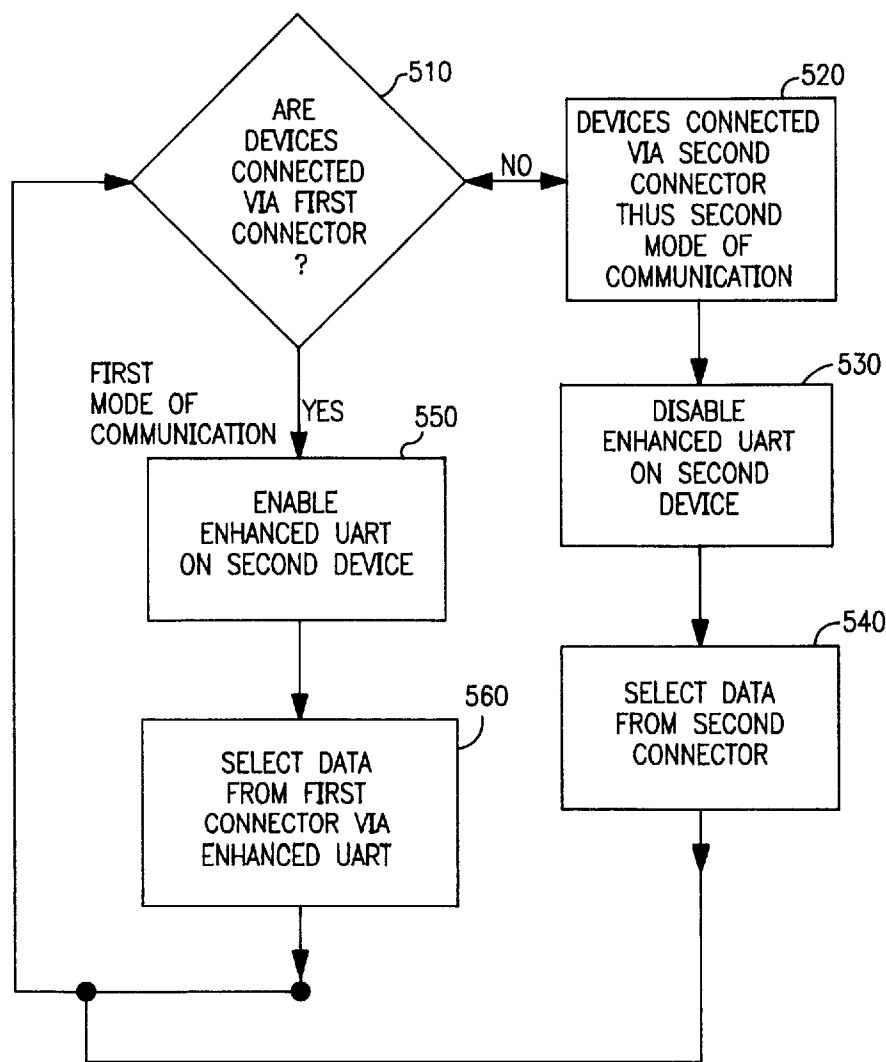 510
ARE
DEVICES
CONNECTED
VIA FIRST
CONNECTOR
?
NO
520
DEVICES CONNECTED
VIA SECOND
CONNECTOR
THUS SECOND
MODE OF
COMMUNICATION
FIRST
MODE OF
COMMUNICATION
YES
530
DISABLE
ENHANCED UART
ON SECOND
DEVICE
550
ENABLE
ENHANCED UART
ON SECOND DEVICE
540
SELECT DATA
FROM SECOND
CONNECTOR
560
SELECT DATA
FROM FIRST
CONNECTOR VIA
ENHANCED UART